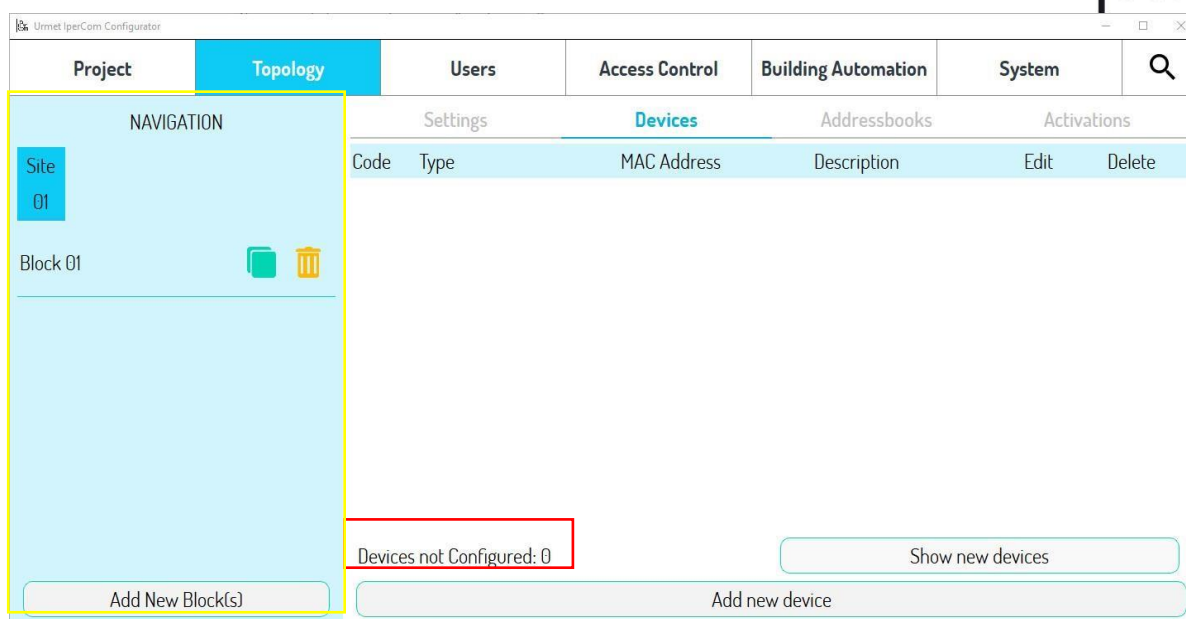 Urmet IperCom Configurator
Project Topology Users Access Control Building Automation System
NAVIGATION
Settings Devices Addressbooks Activations
Site
01
Code Type MAC Address Description Edit Delete
Block 01
Devices not Configured: 0
Show new devices
Add New Block(s)
Add new device